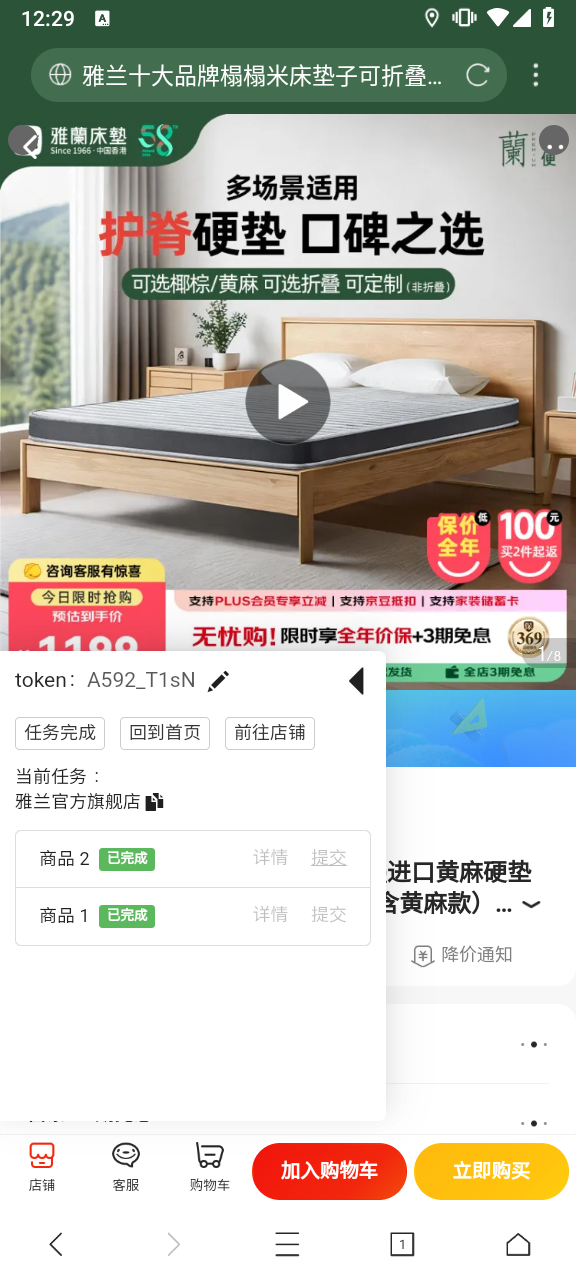 12:29
A
雅兰十大品牌榻榻米床垫子可折叠…
雅蘭床墊
Since 1966·中国香港
58
蘭
便
多场景适用
护脊硬垫 口碑之选
可选椰棕/黄麻 可选折叠 可定制(非折叠)
保价 低
全年
100元
买2件起返
咨询客服有惊喜
今日限时抢购
预估到手价
1199
支持PLUS会员专享立减 | 支持京豆抵扣 | 支持家装储蓄卡
无忧购!限时享全年价保+3期免息
369
1/8
发货
全店3期免息
token: A592_T1sN
任务完成
回到首页
前往店铺
当前任务：
雅兰官方旗舰店
商品 2 已完成 详情 提交
商品 1 已完成 详情 提交
进口黄麻硬垫
含黄麻款）...
降价通知
店铺
客服
购物车
加入购物车
立即购买
1